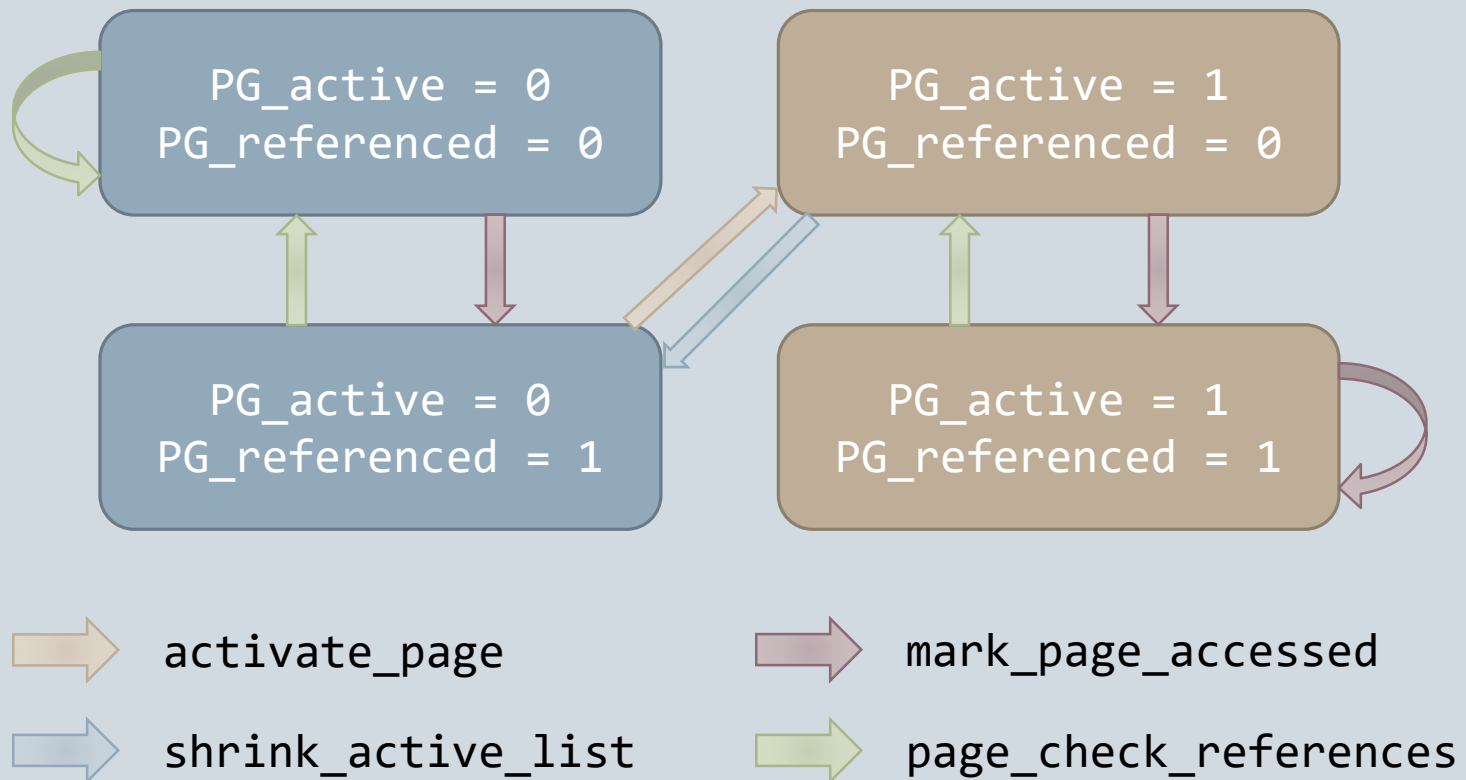 PG_active = 0
PG_referenced = 0
PG_active = 1
PG_referenced = 0
PG_active = 0
PG_referenced = 1
PG_active = 1
PG_referenced = 1
activate_page
mark_page_accessed
shrink_active_list
page_check_references